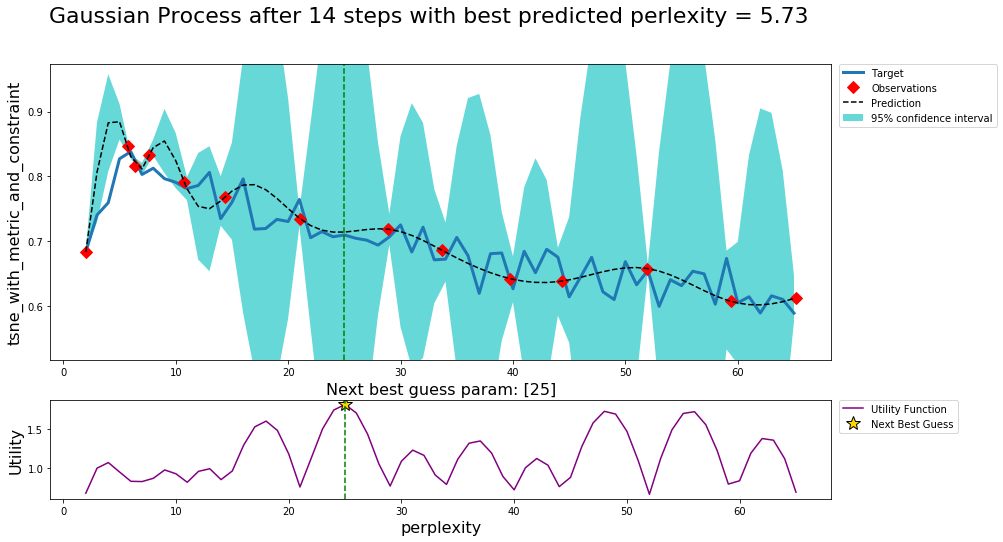 Gaussian Process after 14 steps with best predicted perlexity = 5.73
tsne_with_metric_and_constraint
0.9
0.8
0.7
0.6
0 10 20 30 40 50 60
Target
Observations
Prediction
95% confidence interval
Next best guess param: [25]
Utility
1.5
1.0
0 10 20 30 40 50 60
perplexity
Utility Function
Next Best Guess